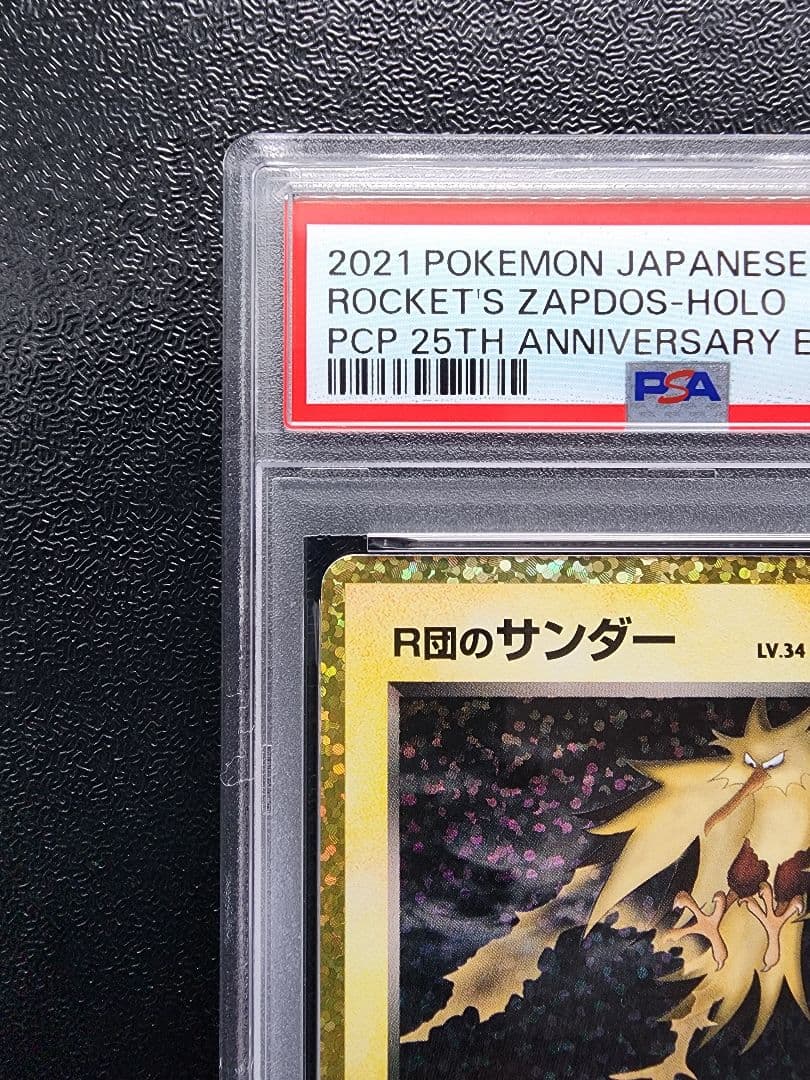 2021 POKEMON JAPANESE
ROCKET'S ZAPDOS-HOLO
PCP 25TH ANNIVERSARY E
PSA
R団のサンダー LV.34